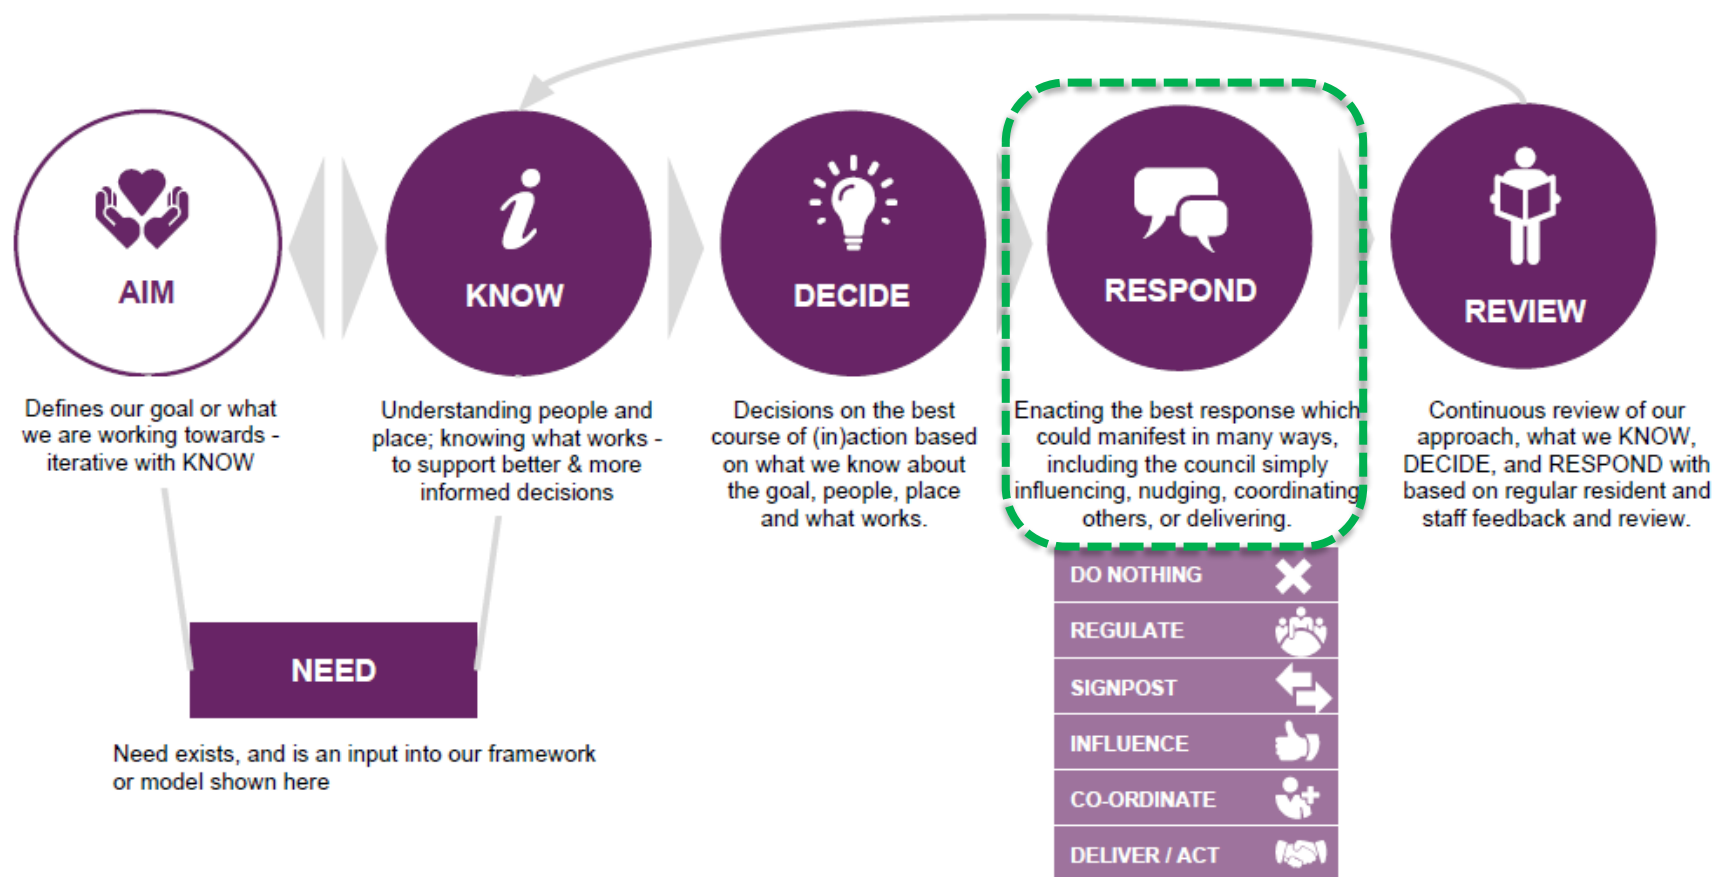 AIM
Defines our goal or what
we are working towards -
iterative with KNOW
KNOW
Understanding people and
place; knowing what works -
to support better & more
informed decisions
DECIDE
Decisions on the best
course of (in)action based
on what we know about
the goal, people, place
and what works.
RESPOND
Enacting the best response which
could manifest in many ways,
including the council simply
influencing, nudging, coordinating
others, or delivering.
REVIEW
Continuous review of our
approach, what we KNOW,
DECIDE, and RESPOND with
based on regular resident and
staff feedback and review.
NEED
Need exists, and is an input into our framework
or model shown here
DO NOTHING
REGULATE
SIGNPOST
INFLUENCE
CO-ORDINATE
DELIVER / ACT